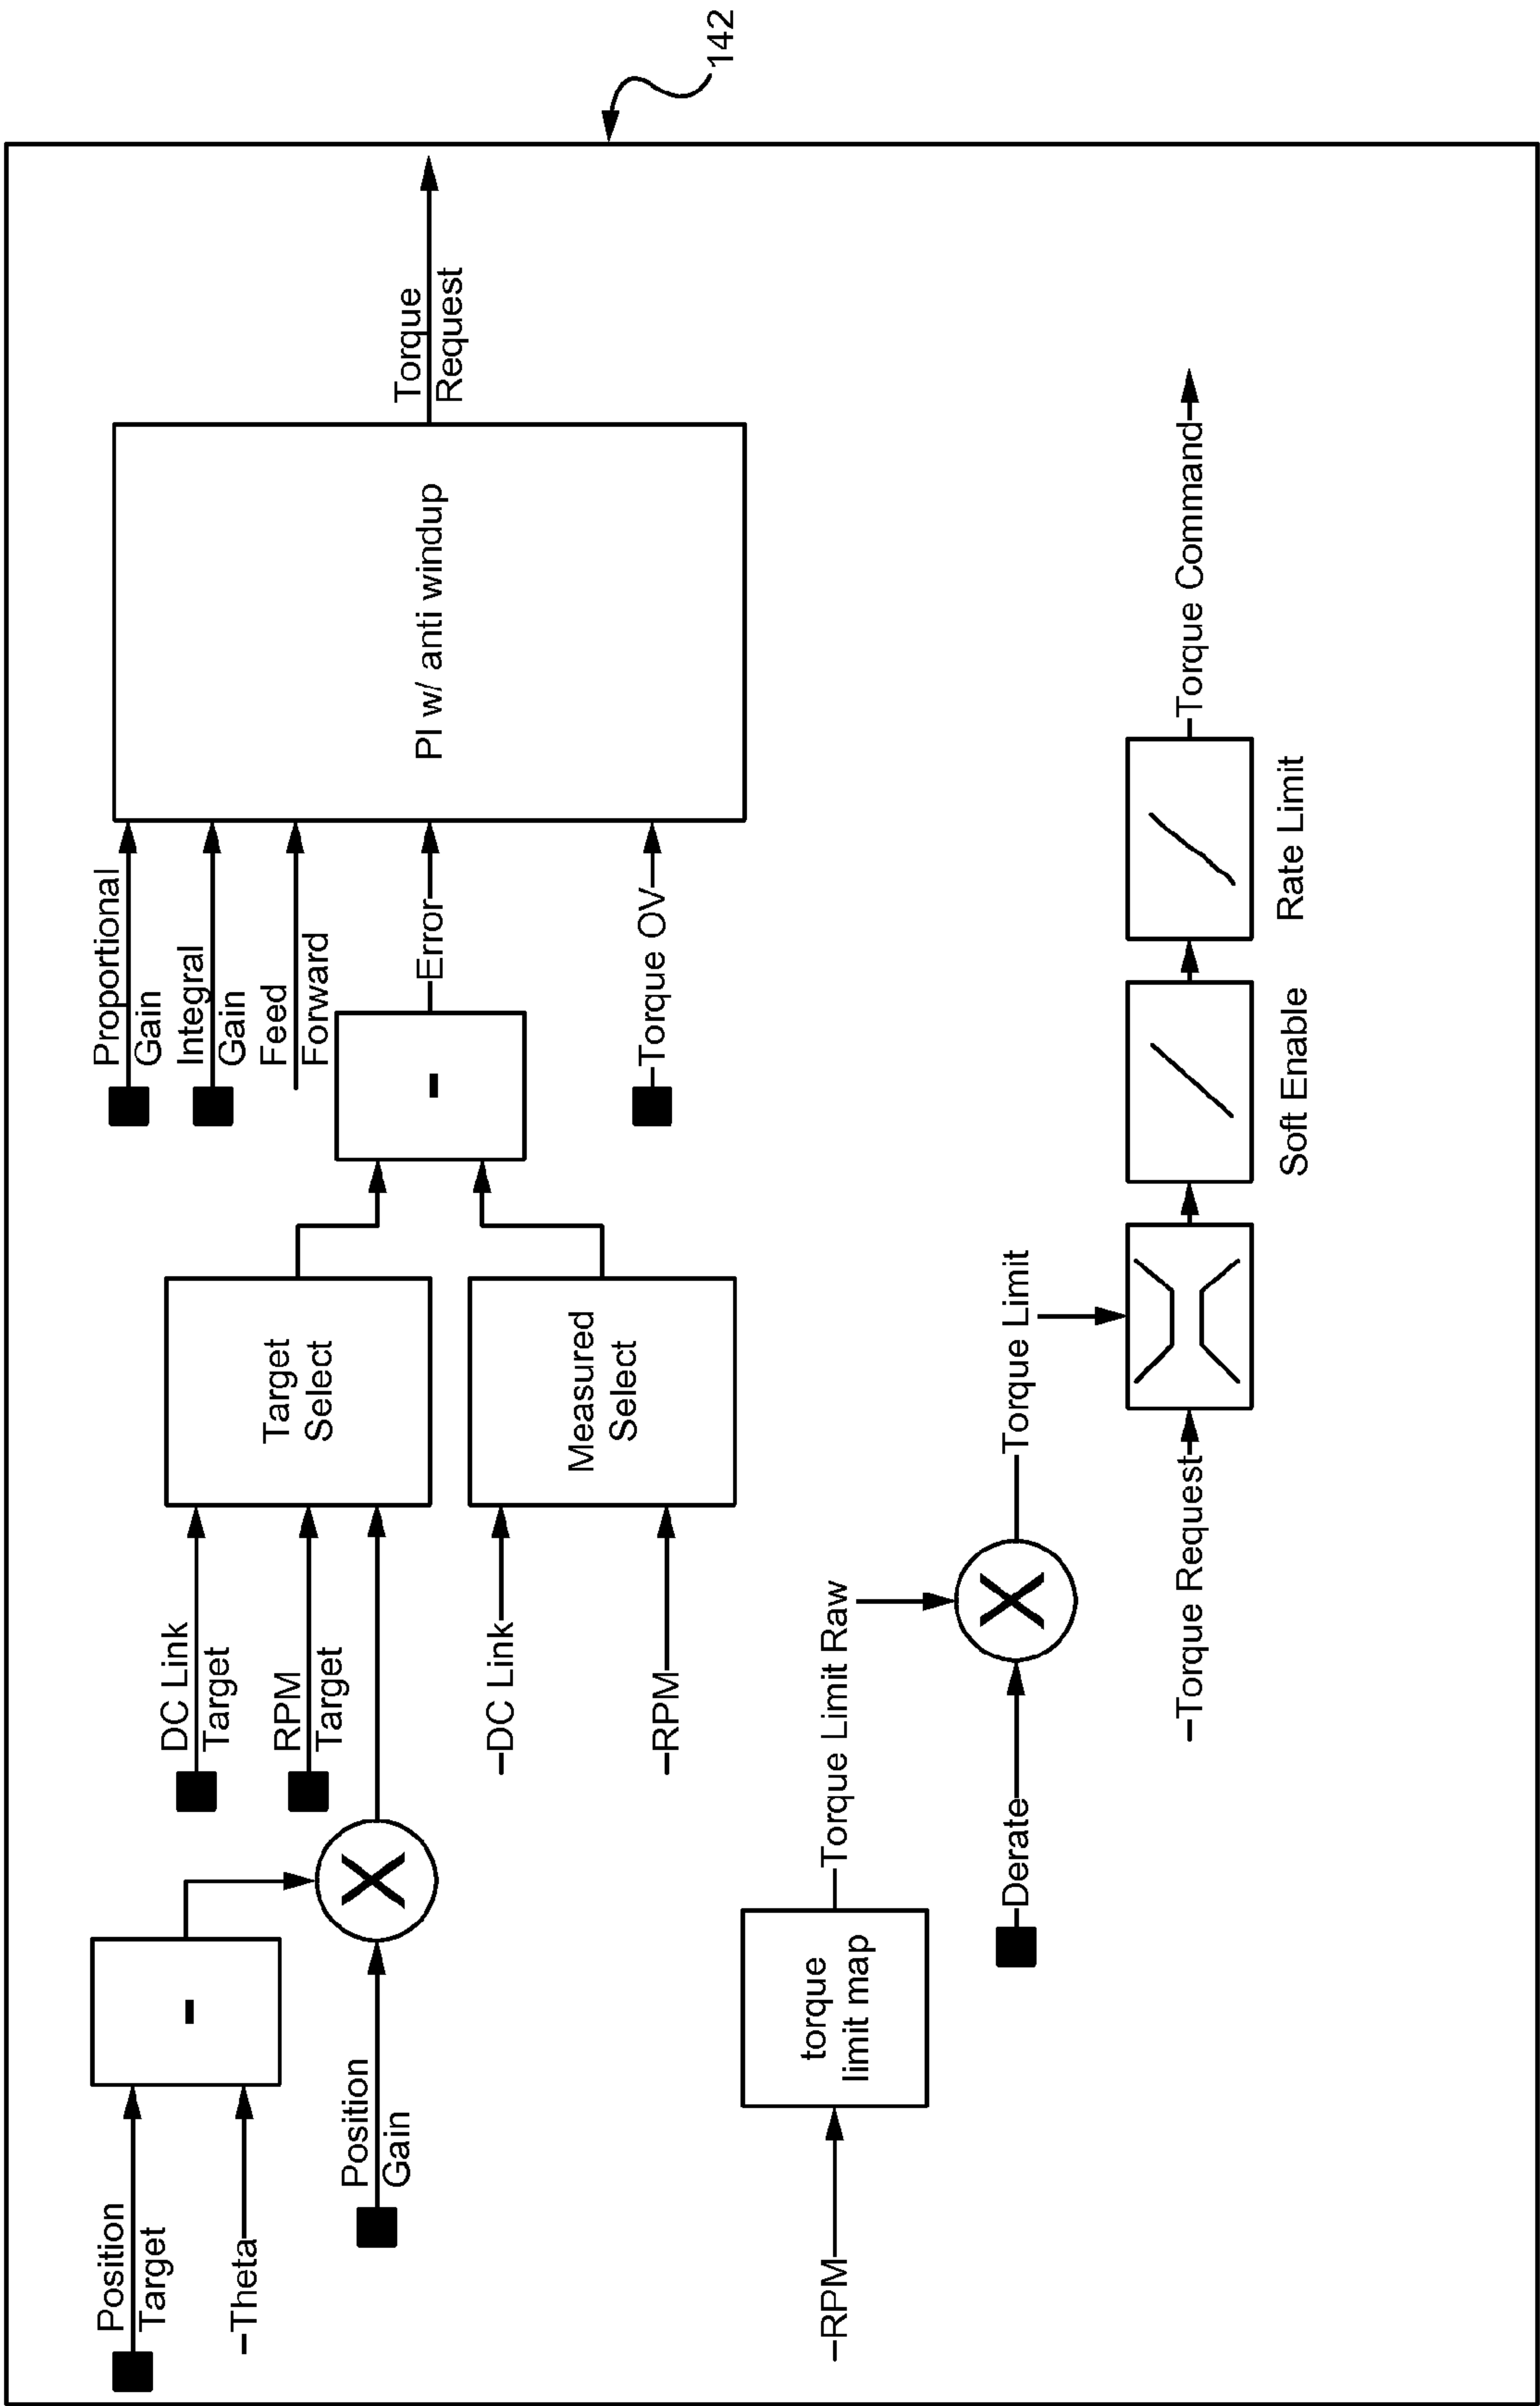 142
Position
Target
Theta
Position
Gain
DC Link
Target
RPM
Target
DC Link
RPM
Target
Select
Measured
Select
-
X
-
Proportional
Gain
Integral
Gain
Feed
Forward
Error
Torque OV
PI w/ anti windup
Torque
Request
RPM
torque
limit map
Torque Limit Raw
Derate
X
Torque Limit
Torque Request
Soft Enable
Rate Limit
Torque Command